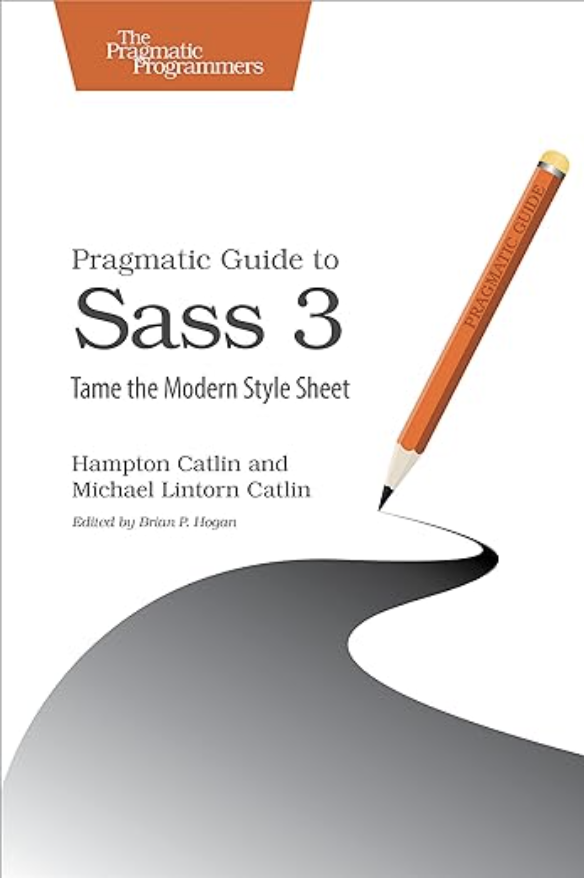 The
Pragmatic
Programmers
PRAGMATIC GUIDE
Pragmatic Guide to
Sass 3
Tame the Modern Style Sheet
Hampton Catlin and
Michael Lintorn Catlin
Edited by Brian P. Hogan